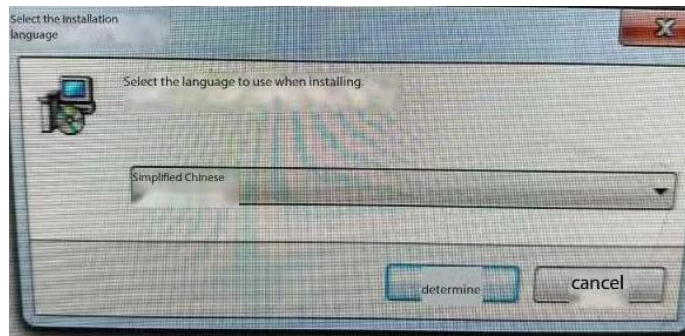 Select the installation
language
Select the language to use when installing.
Simplified Chinese
determine
cancel